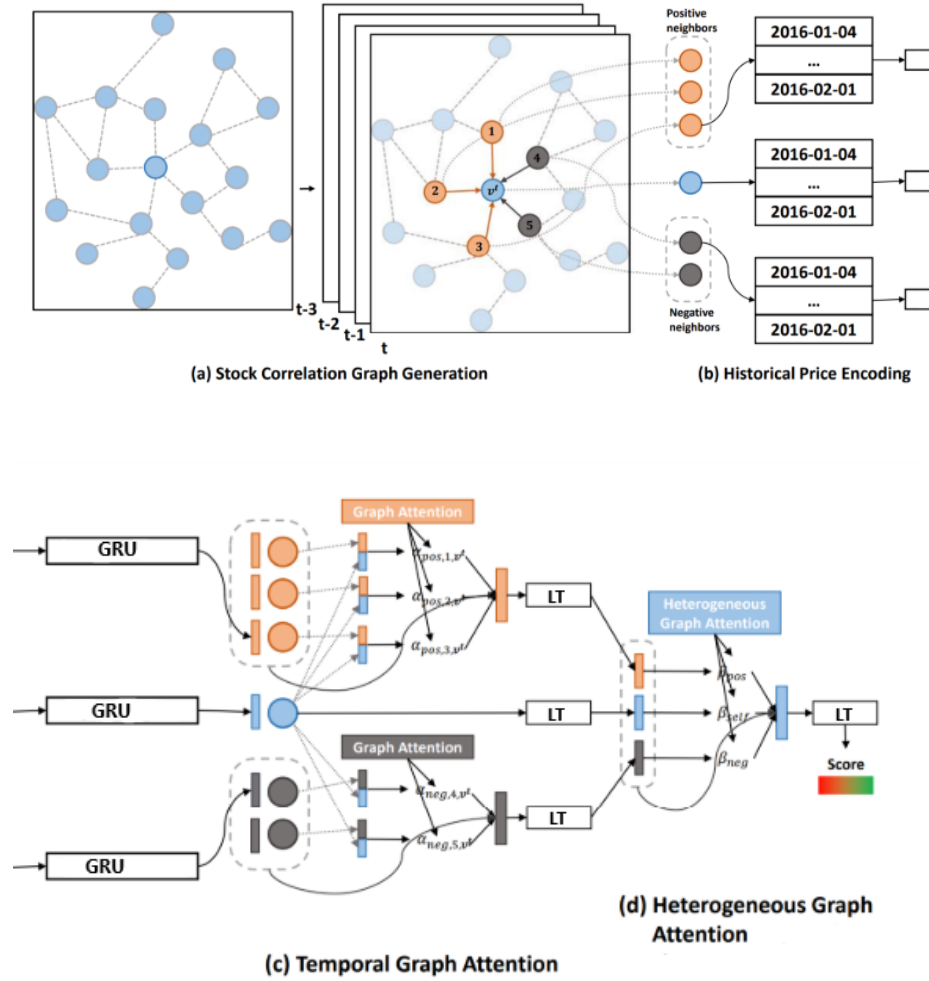 Positive
neighbors
2016-01-04
...
2016-02-01
1
4
2
v^t
5
3
2016-01-04
...
2016-02-01
2016-01-04
...
2016-02-01
Negative
neighbors
t-3
t-2
t-1
t
(a) Stock Correlation Graph Generation
(b) Historical Price Encoding
Graph Attention
GRU
α_{pos,1,v^t}
α_{pos,2,v^t}
LT
α_{pos,3,v^t}
Heterogeneous
Graph Attention
β_{pos}
GRU
LT
β_{self}
LT
Graph Attention
β_{neg}
Score
α_{neg,4,v^t}
LT
GRU
α_{neg,5,v^t}
(d) Heterogeneous Graph
Attention
(c) Temporal Graph Attention